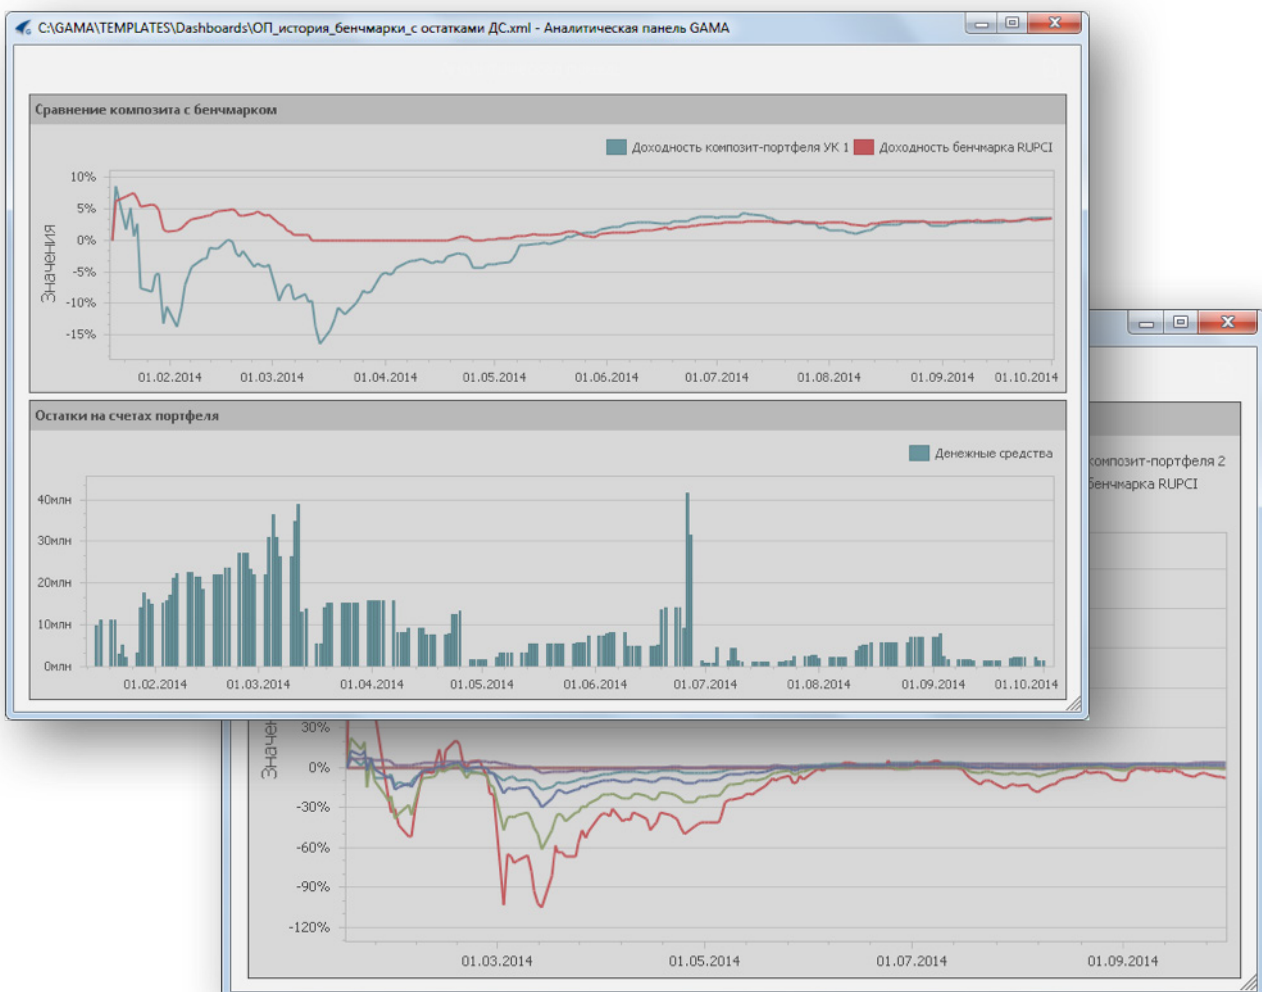 C:\GAMA\TEMPLATES\Dashboards\ОП_история_бенчмарки_с остатками ДС.xml - Аналитическая панель GAMA
Сравнение композита с бенчмарком
Доходность композит-портфеля УК 1 Доходность бенчмарка RUPCI
Значения
10%
5%
0%
-5%
-10%
-15%
01.02.2014 01.03.2014 01.04.2014 01.05.2014 01.06.2014 01.07.2014 01.08.2014 01.09.2014 01.10.2014
Остатки на счетах портфеля
Денежные средства
40млн
30млн
20млн
10млн
0млн
01.02.2014 01.03.2014 01.04.2014 01.05.2014 01.06.2014 01.07.2014 01.08.2014 01.09.2014 01.10.2014
композит-портфеля 2
бенчмарка RUPCI
30%
0%
-30%
-60%
-90%
-120%
01.03.2014 01.05.2014 01.07.2014 01.09.2014